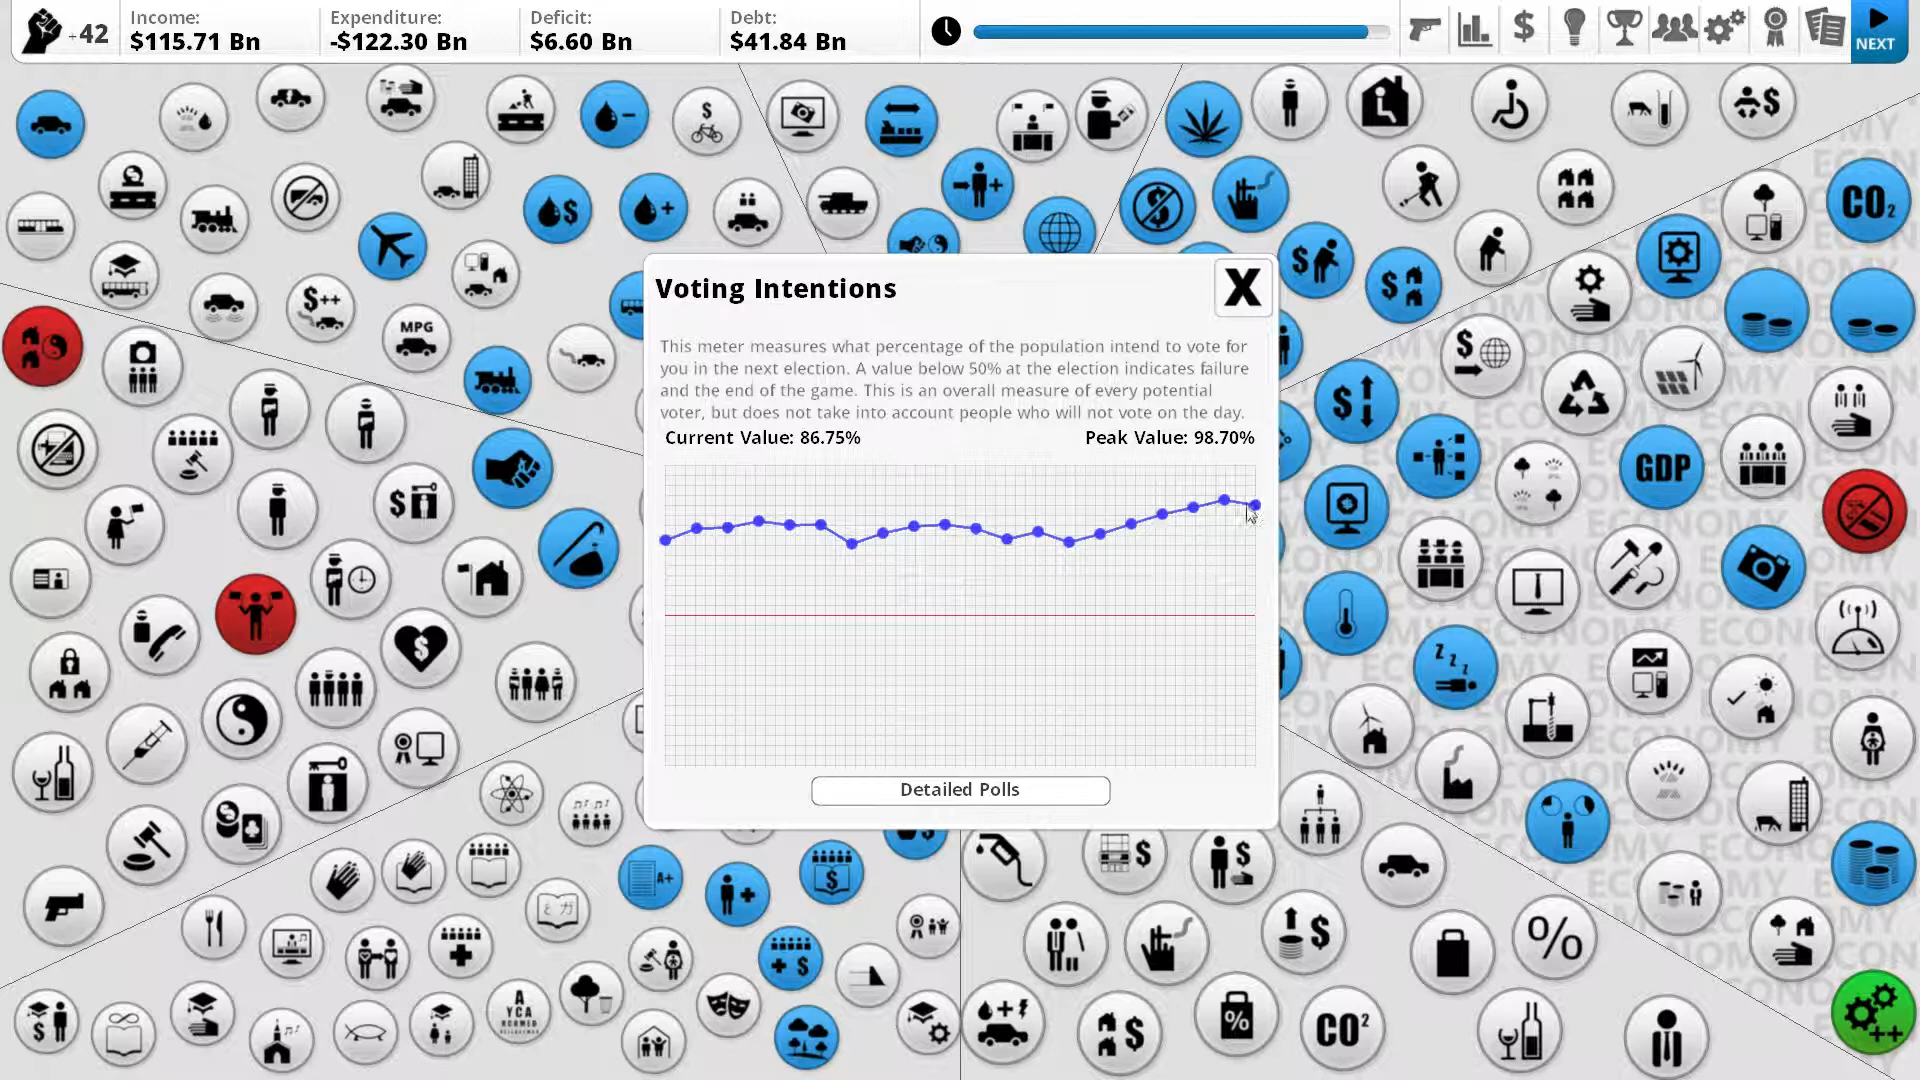 +42
Income:
$115.71 Bn
Expenditure:
-$122.30 Bn
Deficit:
$6.60 Bn
Debt:
$41.84 Bn
NEXT
Voting Intentions
X
This meter measures what percentage of the population intend to vote for
you in the next election. A value below 50% at the election indicates failure
and the end of the game. This is an overall measure of every potential
voter, but does not take into account people who will not vote on the day.
Current Value: 86.75%
Peak Value: 98.70%
Detailed Polls
MPG
CO2
GDP
A+
%
CO²
ECONOMY